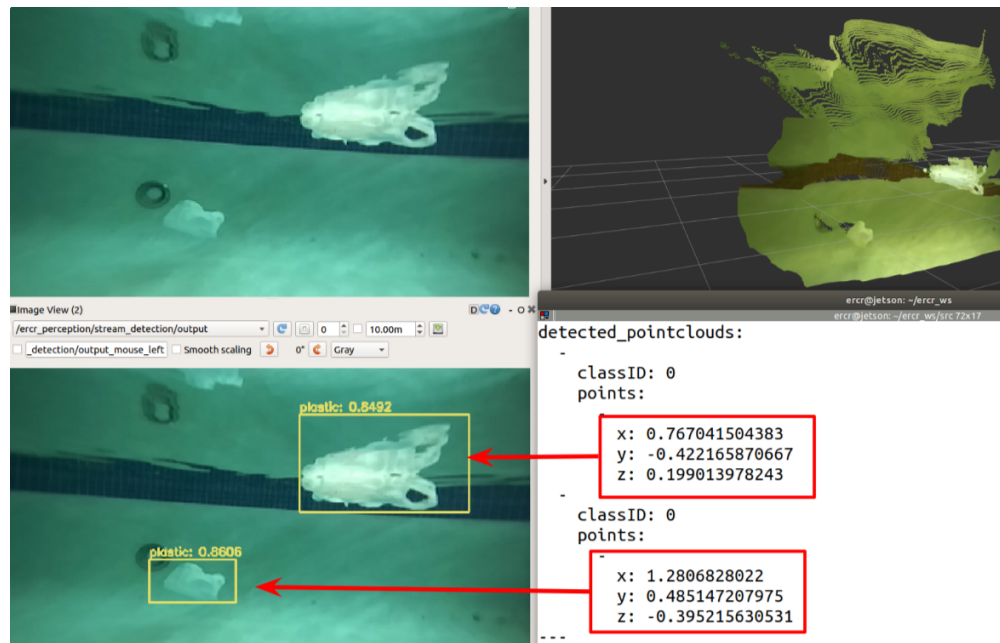 Image View (2)
/ercr_perception/stream_detection/output
0
10.00m
_detection/output_mouse_left
Smooth scaling
0°
Gray
plastic: 0.8492
plastic: 0.8606
ercr@jetson: ~/ercr_ws
ercr@jetson: ~/ercr_ws/src 72x17
detected_pointclouds:
-
classID: 0
points:
-
x: 0.767041504383
y: -0.422165870667
z: 0.199013978243
-
classID: 0
points:
-
x: 1.2806828022
y: 0.485147207975
z: -0.395215630531
---